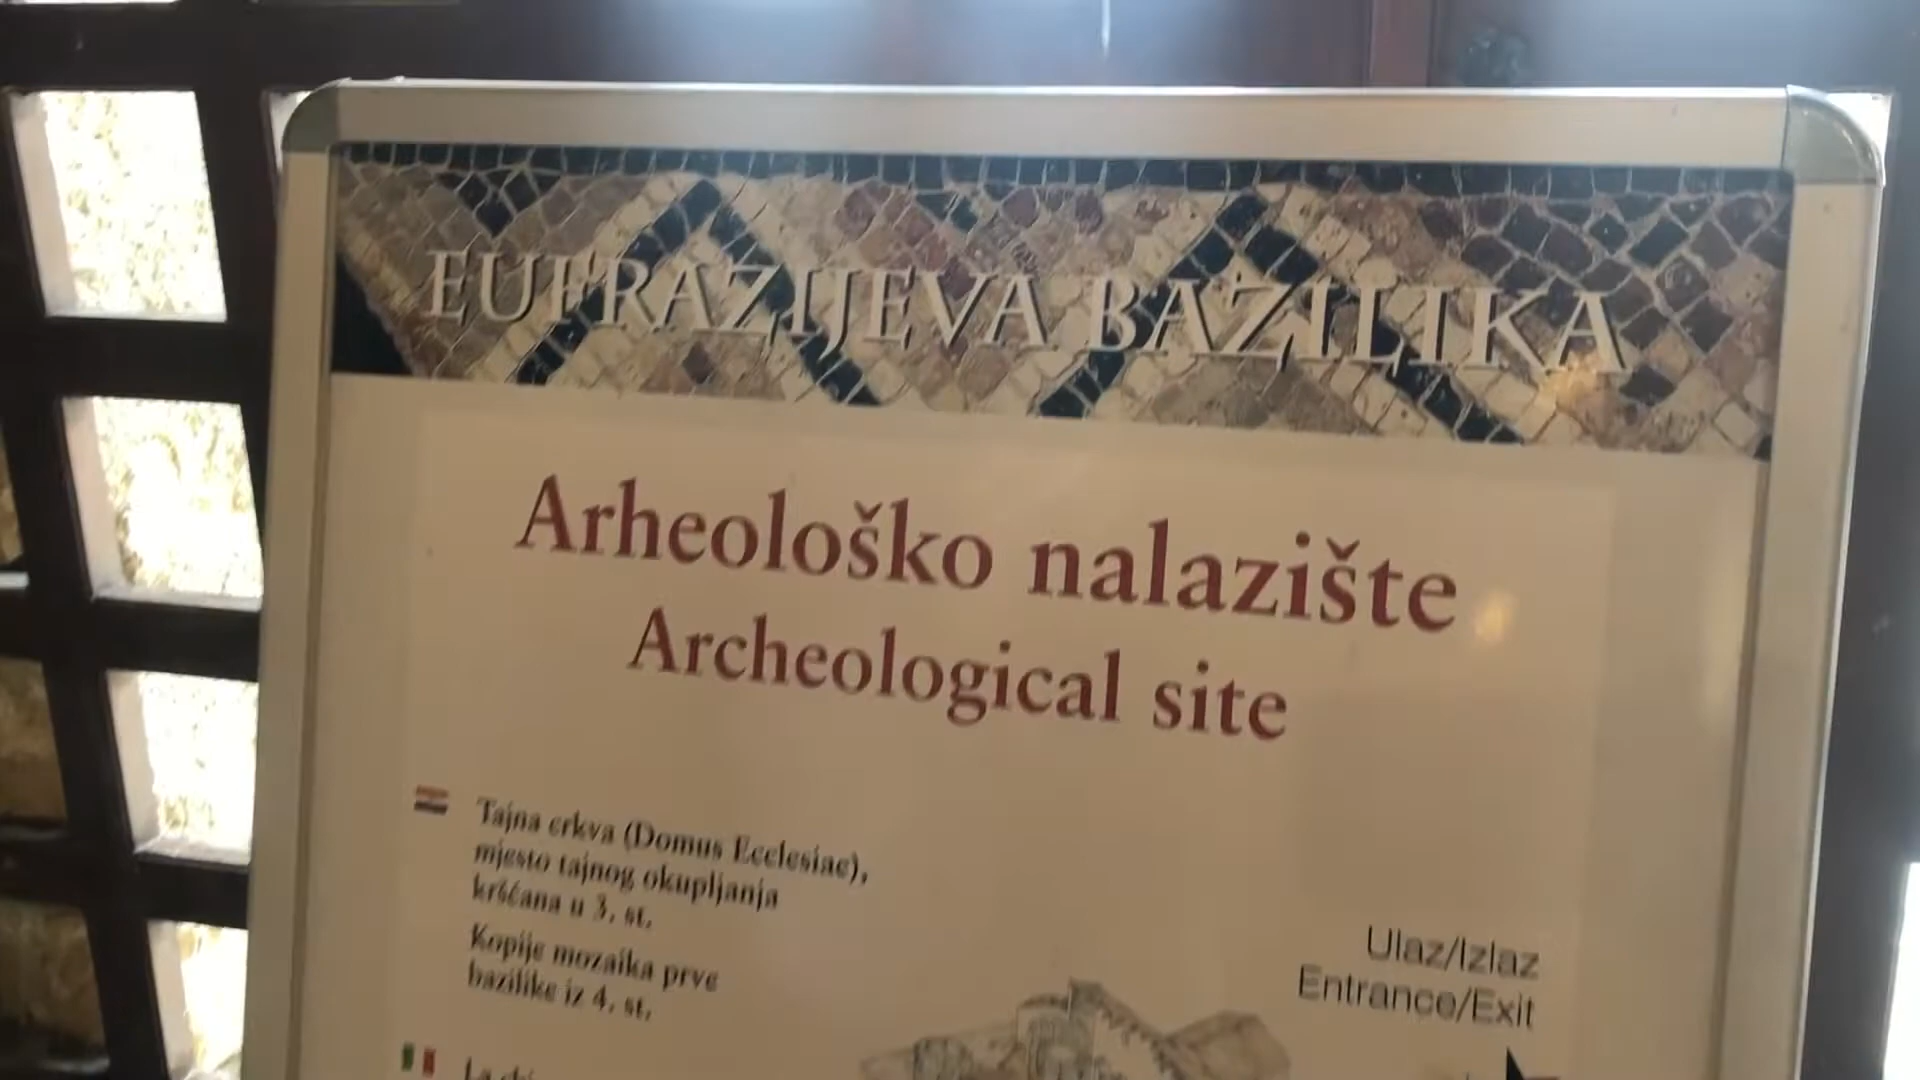 EUFRAZIJEVA BAZILIKA
Arheološko nalazište
Archeological site
Tajna crkva (Domus Ecclesiae),
mjesto tajnog okupljanja
kršćana u 3. st.
Kopije mozaika prve
bazilike iz 4. st.
Ulaz/Izlaz
Entrance/Exit
La